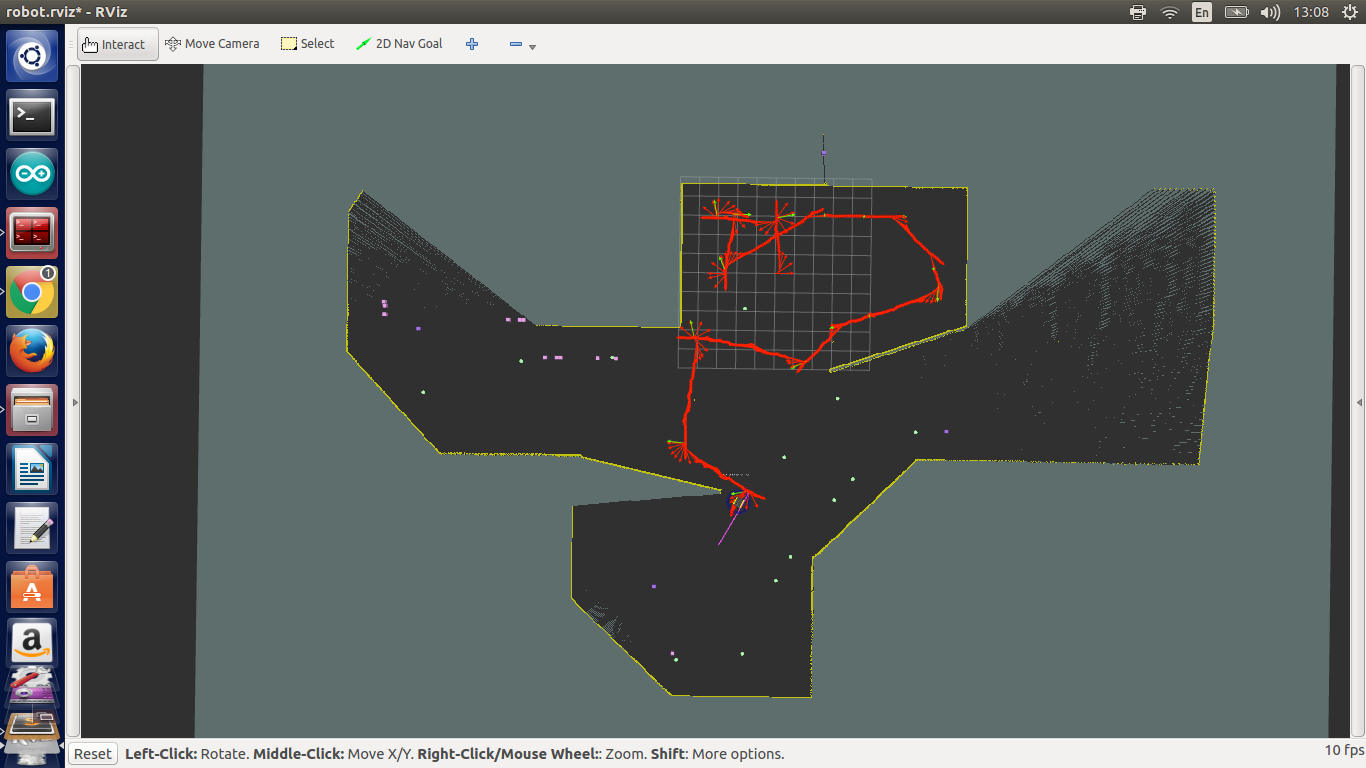 robot.rviz* - RViz
En
13:08
Interact
Move Camera
Select
2D Nav Goal
1
a
Reset
Left-Click: Rotate. Middle-Click: Move X/Y. Right-Click/Mouse Wheel:: Zoom. Shift: More options.
10 fps